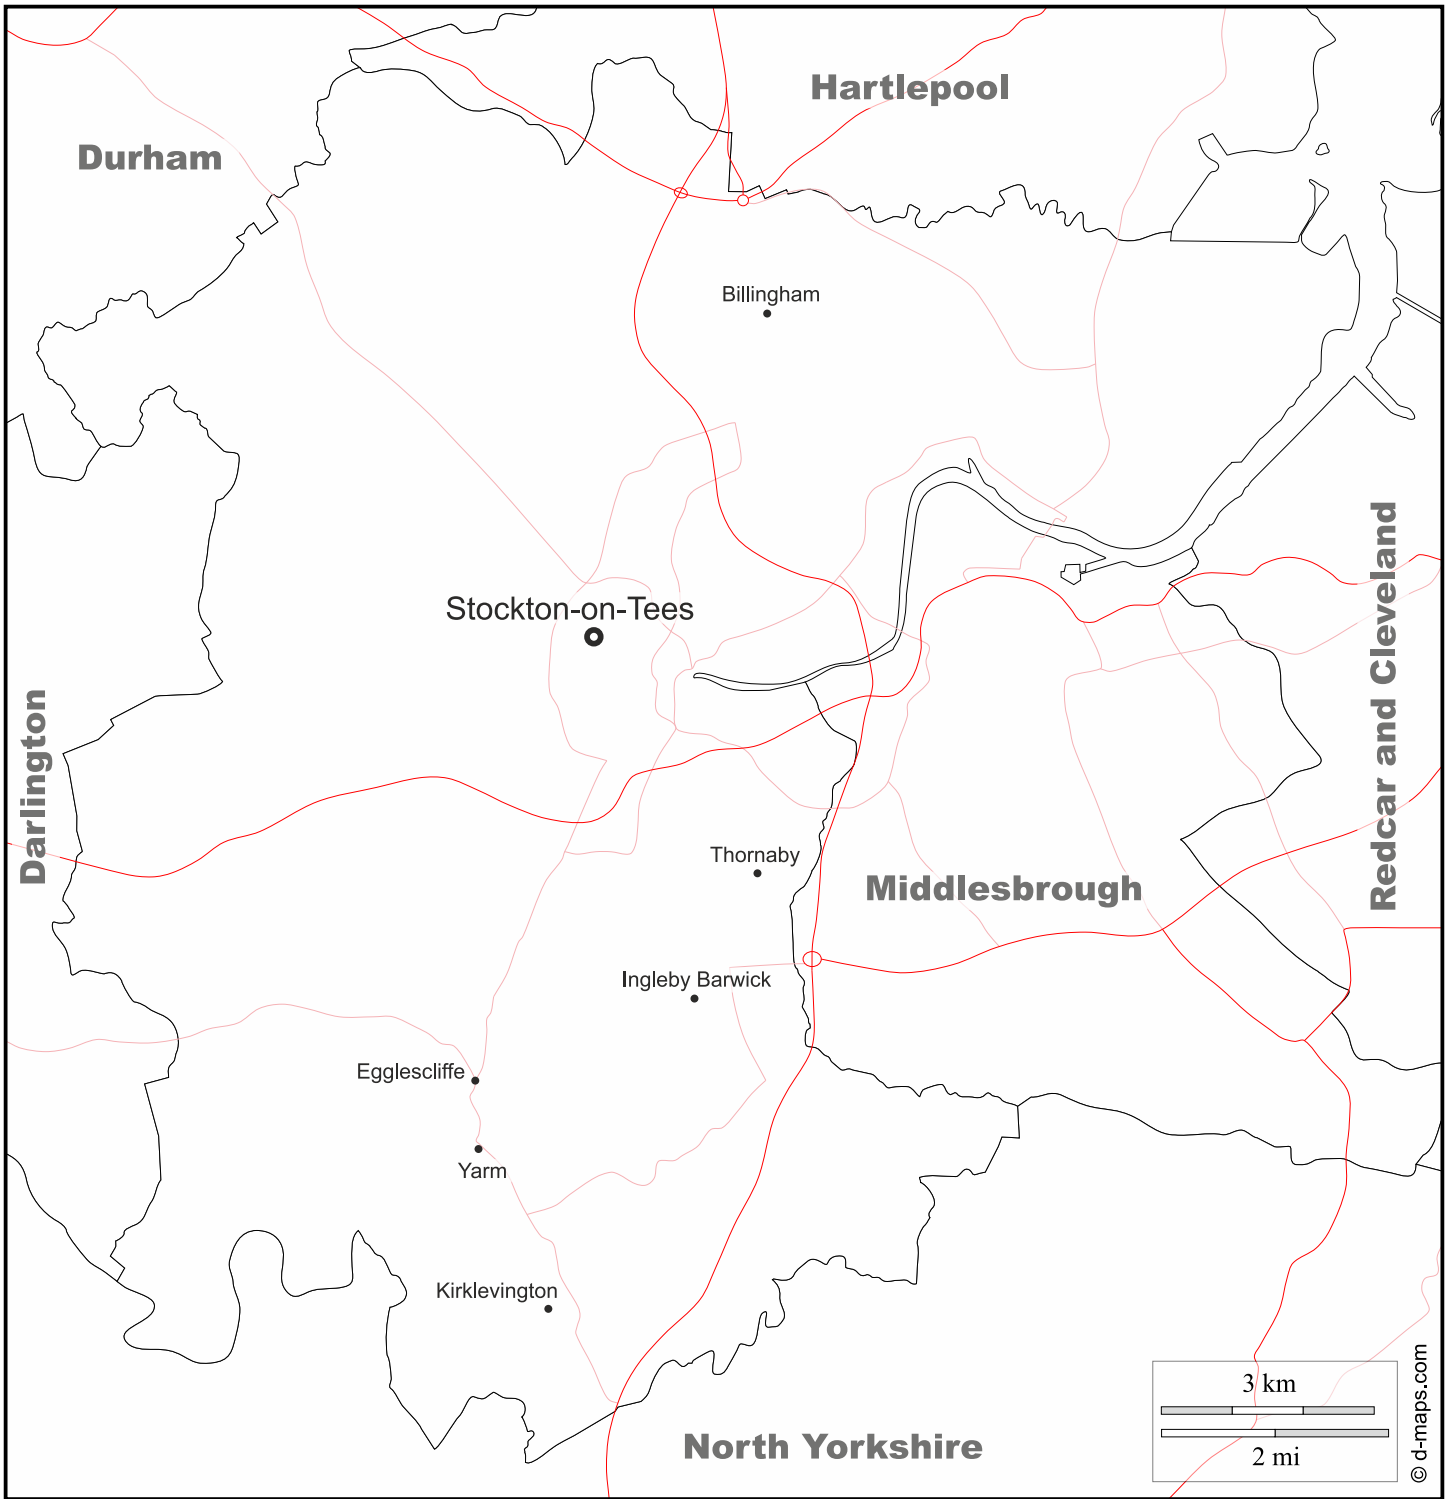 Hartlepool
Durham
Billingham
Stockton-on-Tees
Redcar and Cleveland
Darlington
Thornaby
Middlesbrough
Ingleby Barwick
Egglescliffe
Yarm
Kirklevington
North Yorkshire
3 km
2 mi
© d-maps.com